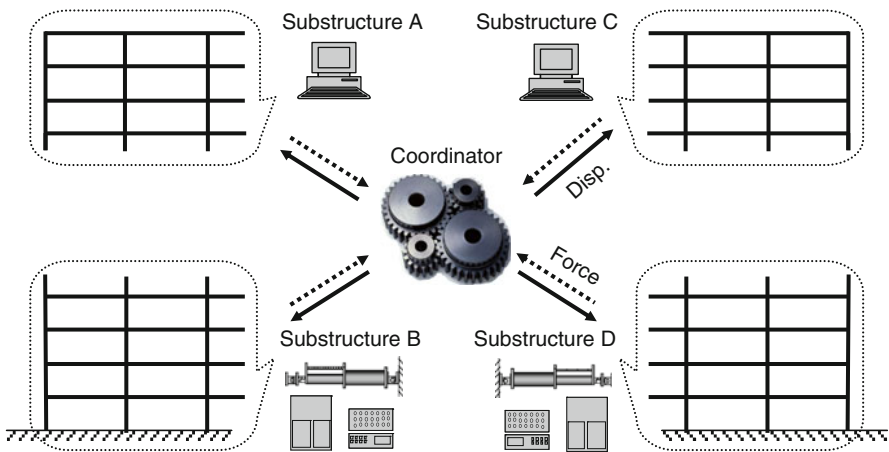 Substructure A
Substructure C
Coordinator
Disp.
Force
Substructure B
Substructure D